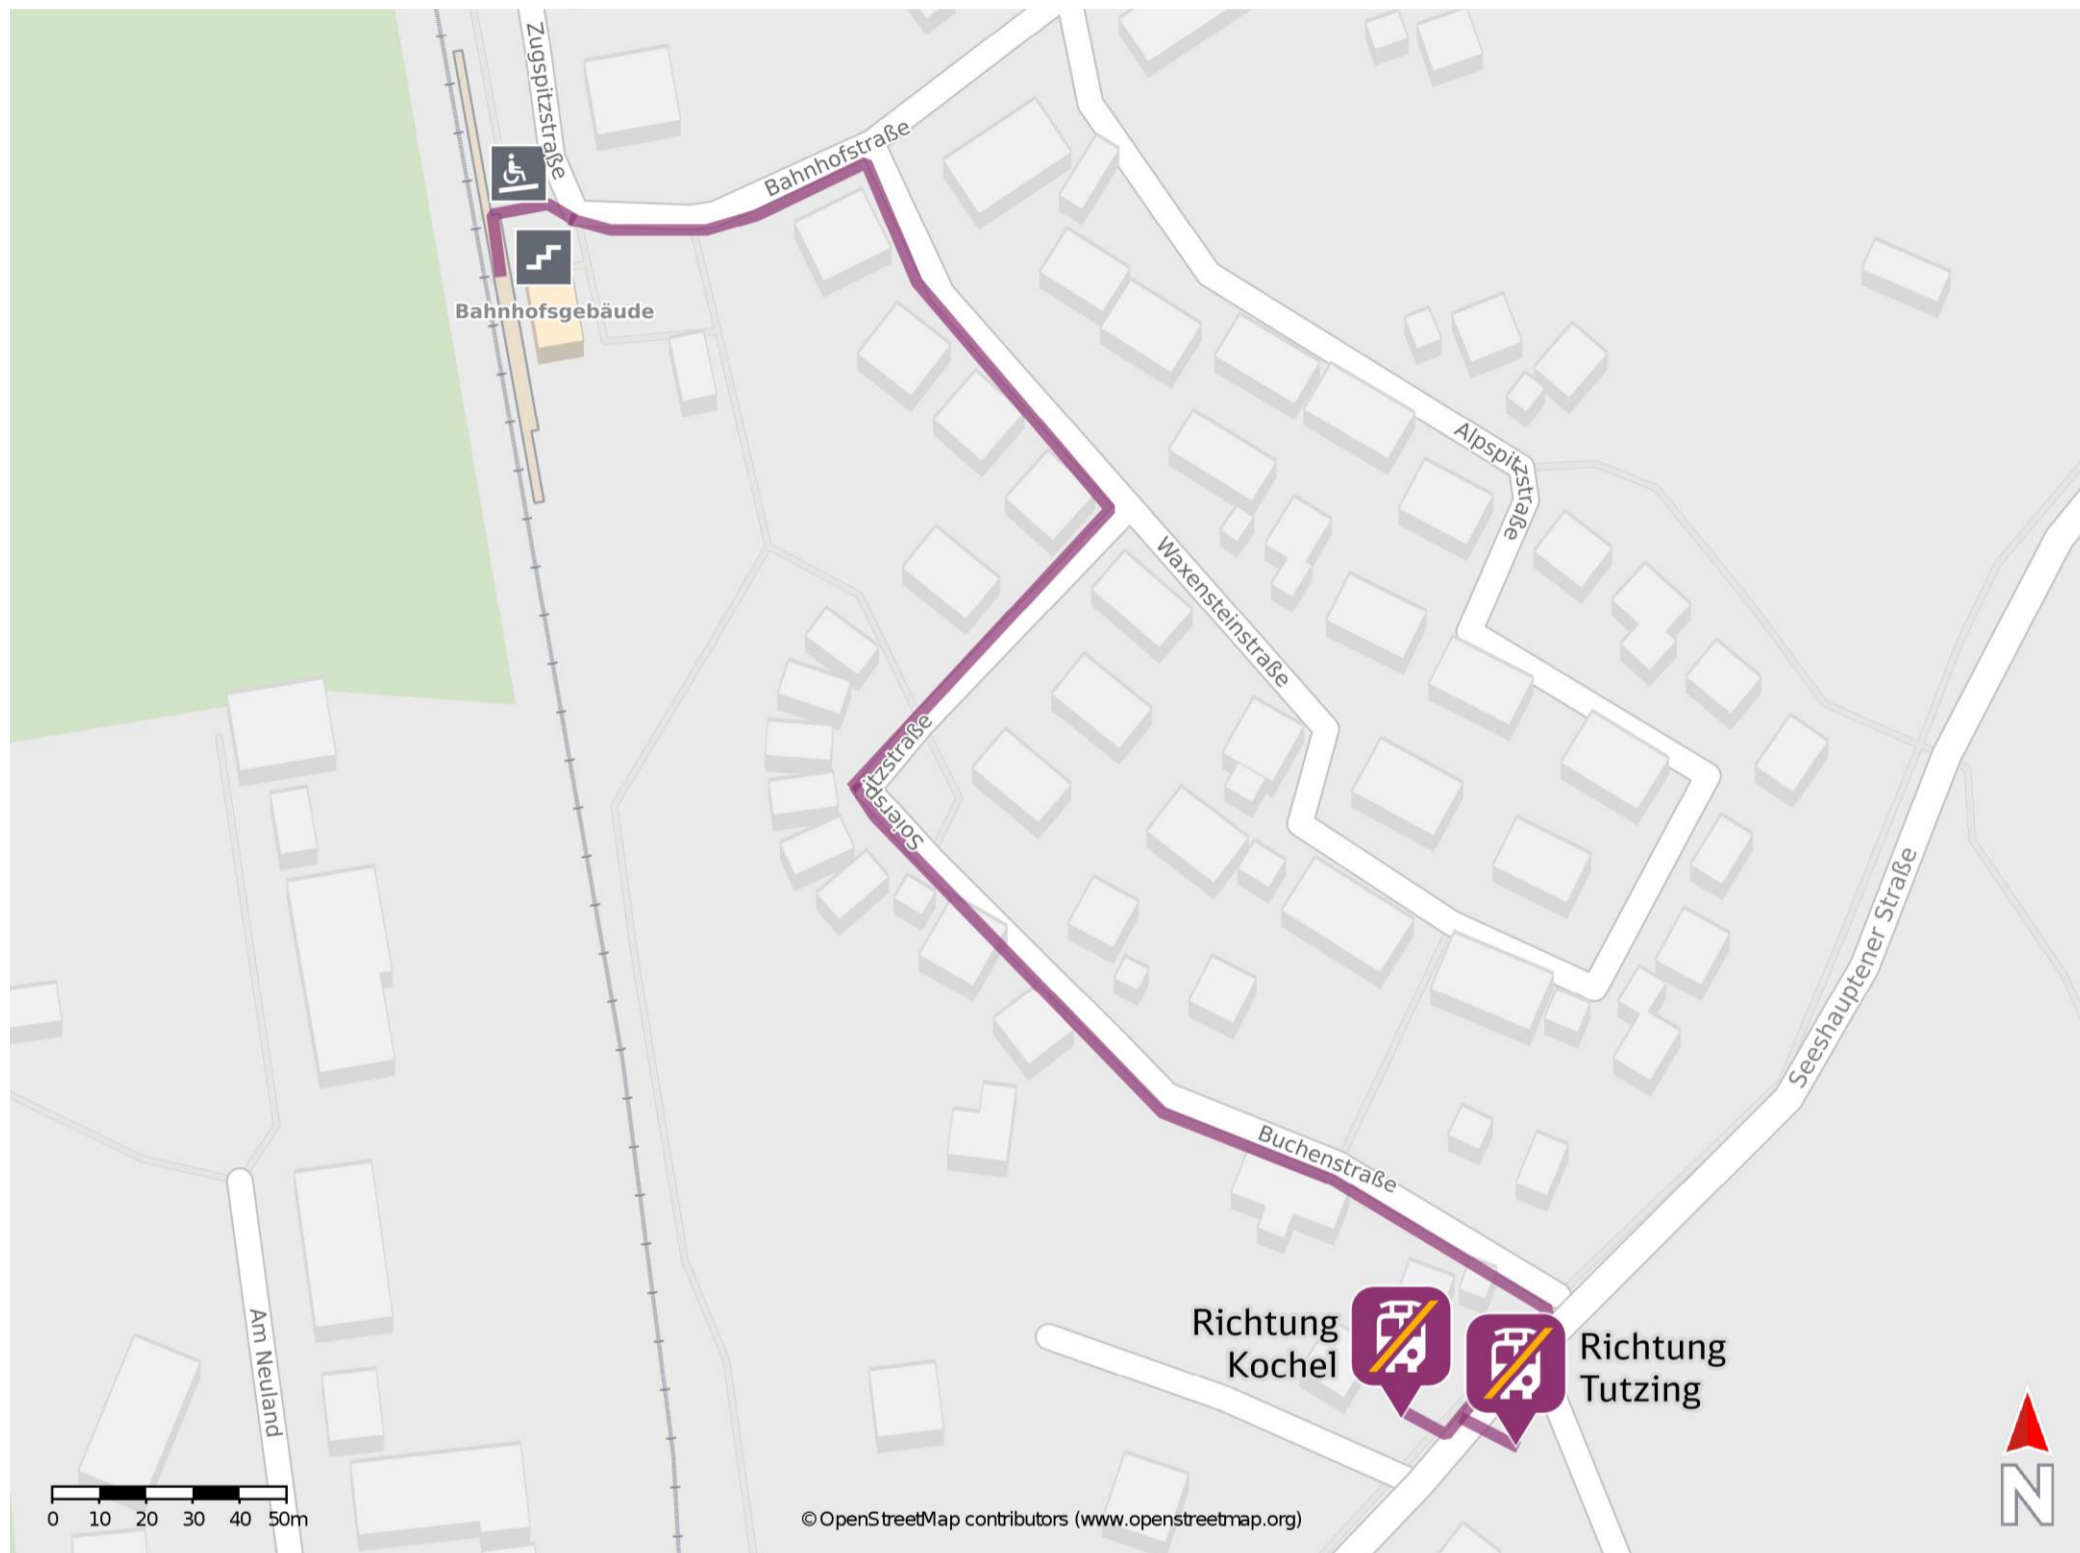 Zugspitzstraße
Bahnhofstraße
Bahnhofsgebäude
Alpspitzstraße
Waxensteinstraße
Soierspitzstraße
Seeshauptener Straße
Buchenstraße
Am Neuland
Richtung
Kochel
Richtung
Tutzing
0 10 20 30 40 50m
© OpenStreetMap contributors (www.openstreetmap.org)
N